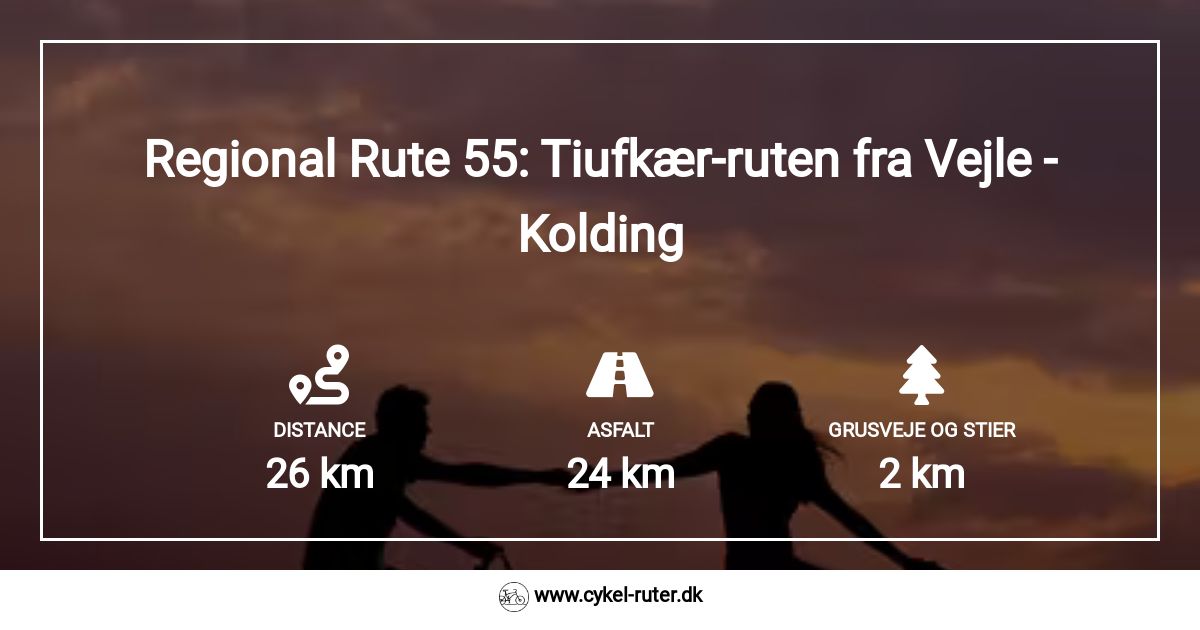 Regional Rute 55: Tiufkær-ruten fra Vejle -
Kolding
DISTANCE
26 km
ASFALT
24 km
GRUSVEJE OG STIER
2 km
www.cykel-ruter.dk